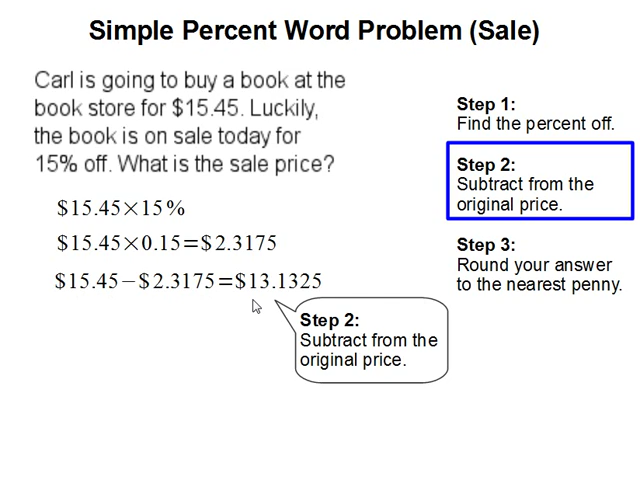 Simple Percent Word Problem (Sale)
Carl is going to buy a book at the
book store for $15.45. Luckily,
the book is on sale today for
15% off. What is the sale price?
$15.45×15%
$15.45×0.15=$2.3175
$15.45−$2.3175=$13.1325
Step 2:
Subtract from the
original price.
Step 1:
Find the percent off.
Step 2:
Subtract from the
original price.
Step 3:
Round your answer
to the nearest penny.